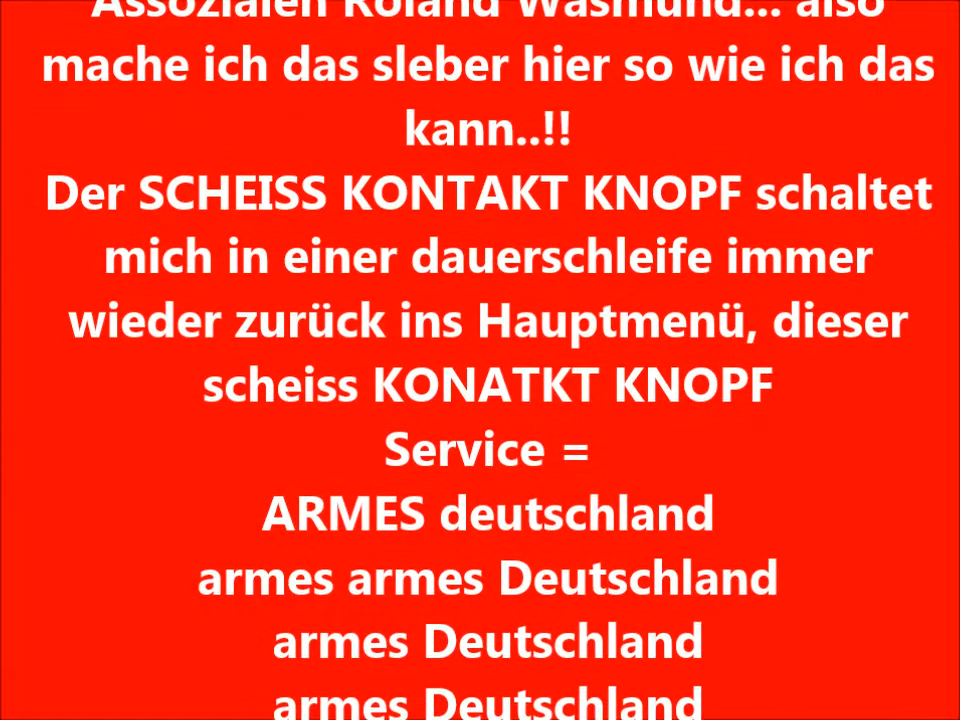 Assozialen Roland Wasmund... also
mache ich das sleber hier so wie ich das
kann..!!
Der SCHEISS KONTAKT KNOPF schaltet
mich in einer dauerschleife immer
wieder zurück ins Hauptmenü, dieser
scheiss KONATKT KNOPF
Service =
ARMES deutschland
armes armes Deutschland
armes Deutschland
armes Deutschland